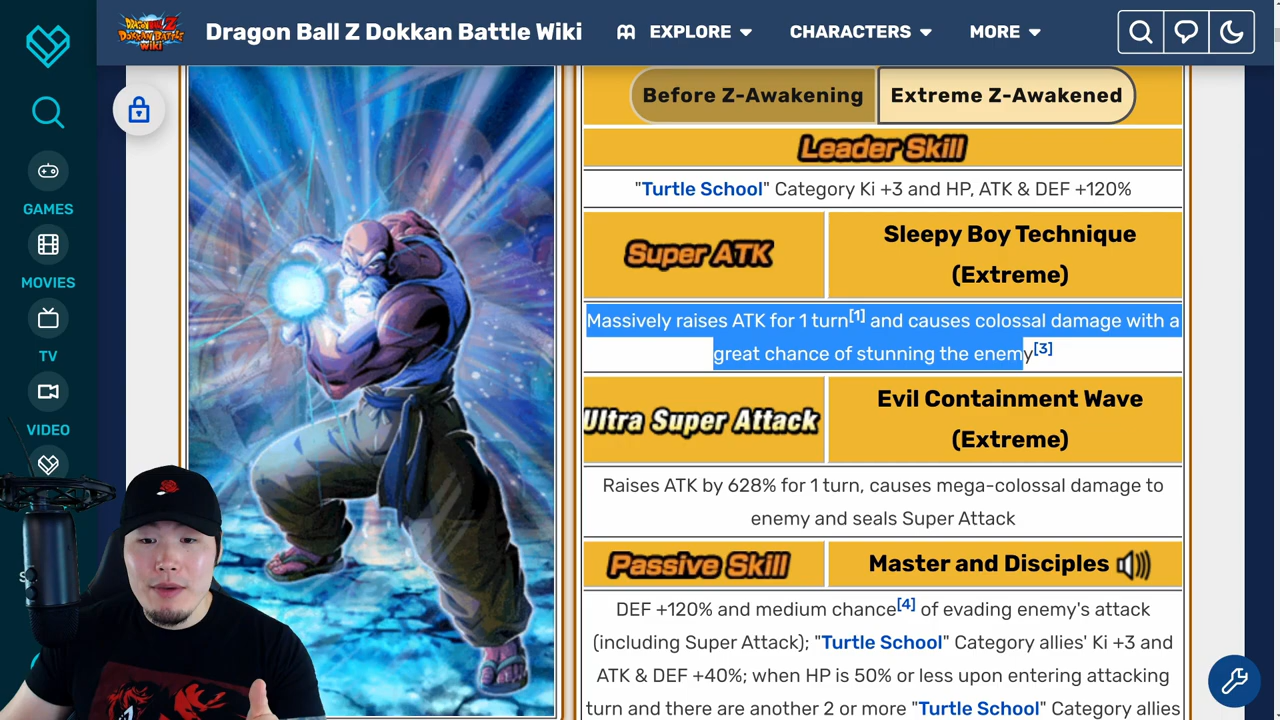 DRAGON BALL Z
DOKKAN BATTLE
Wiki
Dragon Ball Z Dokkan Battle Wiki
EXPLORE
CHARACTERS
MORE
GAMES
MOVIES
TV
VIDEO
Before Z-Awakening
Extreme Z-Awakened
Leader Skill
"Turtle School" Category Ki +3 and HP, ATK & DEF +120%
Super ATK
Sleepy Boy Technique
(Extreme)
Massively raises ATK for 1 turn[1] and causes colossal damage with a
great chance of stunning the enemy[3]
Ultra Super Attack
Evil Containment Wave
(Extreme)
Raises ATK by 628% for 1 turn, causes mega-colossal damage to
enemy and seals Super Attack
Passive Skill
Master and Disciples
DEF +120% and medium chance[4] of evading enemy's attack
(including Super Attack); "Turtle School" Category allies' Ki +3 and
ATK & DEF +40%; when HP is 50% or less upon entering attacking
turn and there are another 2 or more "Turtle School" Category allies